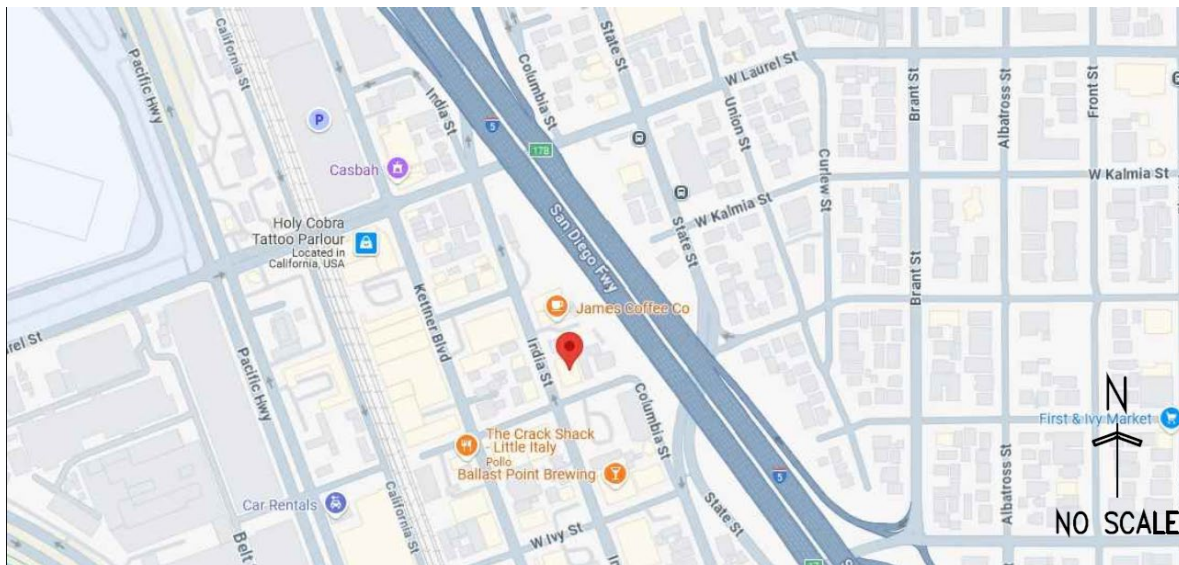 Pacific Hwy
California St
P
Casbah
Holy Cobra
Tattoo Parlour
Located in
California, USA
India St
Columbia St
State St
5
17B
W Laurel St
Union St
Curlew St
Brant St
Albatross St
Front St
W Kalmia St
W Kalmia St
State St
San Diego Fwy
Brant St
James Coffee Co
Kettner Blvd
India St
Pacific Hwy
Columbia St
The Crack Shack
- Little Italy
Pollo
Ballast Point Brewing
Car Rentals
California St
Belt
W Ivy St
State St
5
Albatross St
First & Ivy Market
N
NO SCALE